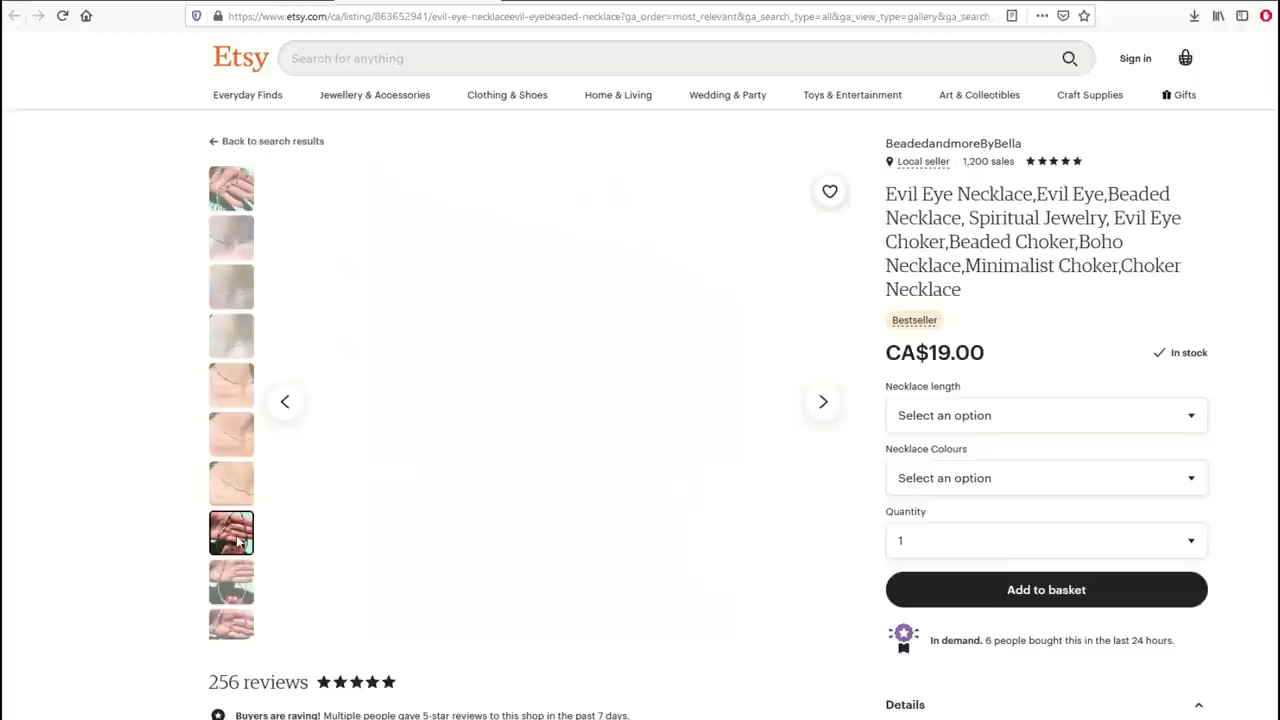 https://www.etsy.com/ca/listing/863652941/evil-eye-necklaceevil-eyebeaded-necklace?ga_order=most_relevant&ga_search_type=all&ga_view_type=gallery&ga_search_
Etsy
Search for anything
Sign in
Everyday Finds
Jewellery & Accessories
Clothing & Shoes
Home & Living
Wedding & Party
Toys & Entertainment
Art & Collectibles
Craft Supplies
Gifts
Back to search results
BeadedandmoreByBella
Local seller
1,200 sales
Evil Eye Necklace,Evil Eye,Beaded
Necklace, Spiritual Jewelry, Evil Eye
Choker,Beaded Choker,Boho
Necklace,Minimalist Choker,Choker
Necklace
Bestseller
CA$19.00
In stock
Necklace length
Select an option
Necklace Colours
Select an option
Quantity
1
Add to basket
In demand. 6 people bought this in the last 24 hours.
256 reviews
Details
Buyers are raving! Multiple people gave 5-star reviews to this shop in the past 7 days.